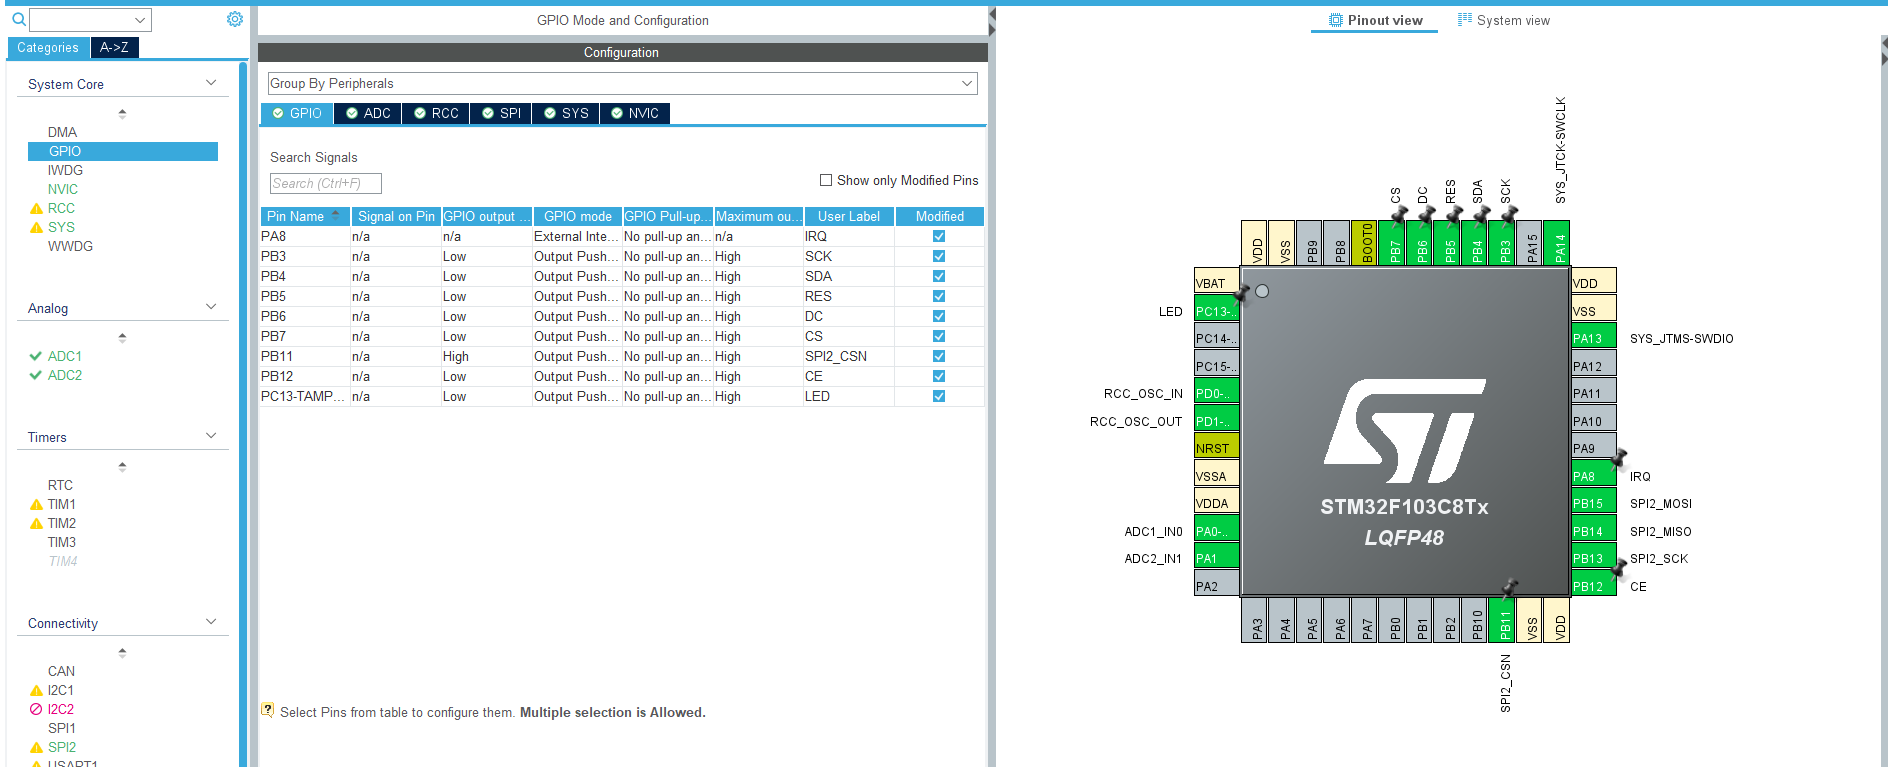 Categories
A->Z
System Core
DMA
GPIO
IWDG
NVIC
RCC
SYS
WWDG
Analog
ADC1
ADC2
Timers
RTC
TIM1
TIM2
TIM3
TIM4
Connectivity
CAN
I2C1
I2C2
SPI1
SPI2
USART1
GPIO Mode and Configuration
Configuration
Group By Peripherals
GPIO ADC RCC SPI SYS NVIC
Search Signals
Search (Ctrl+F)
Show only Modified Pins
Pin Name Signal on Pin GPIO output ... GPIO mode GPIO Pull-up... Maximum ou... User Label Modified
PA8 n/a n/a External Inte... No pull-up an... n/a IRQ
PB3 n/a Low Output Push... No pull-up an... High SCK
PB4 n/a Low Output Push... No pull-up an... High SDA
PB5 n/a Low Output Push... No pull-up an... High RES
PB6 n/a Low Output Push... No pull-up an... High DC
PB7 n/a Low Output Push... No pull-up an... High CS
PB11 n/a High Output Push... No pull-up an... High SPI2_CSN
PB12 n/a Low Output Push... No pull-up an... High CE
PC13-TAMP... n/a Low Output Push... No pull-up an... High LED
Select Pins from table to configure them. Multiple selection is Allowed.
Pinout view
System view
CS
DC
RES
SDA
SCK
SYS_JTCK-SWCLK
VDD
VSS
PB9
PB8
BOOT0
PB7
PB6
PB5
PB4
PB3
PA15
PA14
VBAT
LED PC13-..
PC14-..
PC15-..
RCC_OSC_IN PD0-..
RCC_OSC_OUT PD1-..
NRST
VSSA
VDDA
ADC1_IN0 PA0-..
ADC2_IN1 PA1
PA2
ST
STM32F103C8Tx
LQFP48
VDD
VSS
PA13 SYS_JTMS-SWDIO
PA12
PA11
PA10
PA9
PA8 IRQ
PB15 SPI2_MOSI
PB14 SPI2_MISO
PB13 SPI2_SCK
PB12 CE
PA3
PA4
PA5
PA6
PA7
PB0
PB1
PB2
PB10
PB11
VSS
VDD
SPI2_CSN